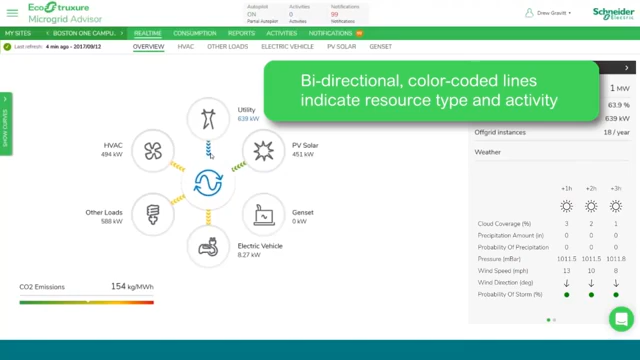 EcoStruxure
Microgrid Advisor
Autopilot
ON
Partial Autopilot
Activities
0
Activities
Notifications
99
Notifications
Drew Gravitt
Schneider
Electric
MY SITES
BOSTON ONE CAMPU...
REALTIME
CONSUMPTION
REPORTS
ACTIVITIES
NOTIFICATIONS
Last refresh : 4 min ago - 2017/09/12
OVERVIEW
HVAC
OTHER LOADS
ELECTRIC VEHICLE
PV SOLAR
GENSET
Bi-directional, color-coded lines
indicate resource type and activity
SHOW STATUS
Utility
639 kW
HVAC
494 kW
PV Solar
451 kW
Other Loads
588 kW
Genset
0 kW
Electric Vehicle
8.27 kW
CO2 Emissions
154 kg/MWh
1 MW
63.9 %
639 kW
Offgrid instances 18 / year
Weather
+1h +2h +3h
Cloud Coverage (%) 3 2 1
Precipitation Amount (in) 0 0 0
Probability of Precipitation 0 0 0
Pressure (mBar) 1011.5 1011.5 1011.8
Wind Speed (mph) 13 10 8
Wind Direction (deg)
Probability of Storm (%)